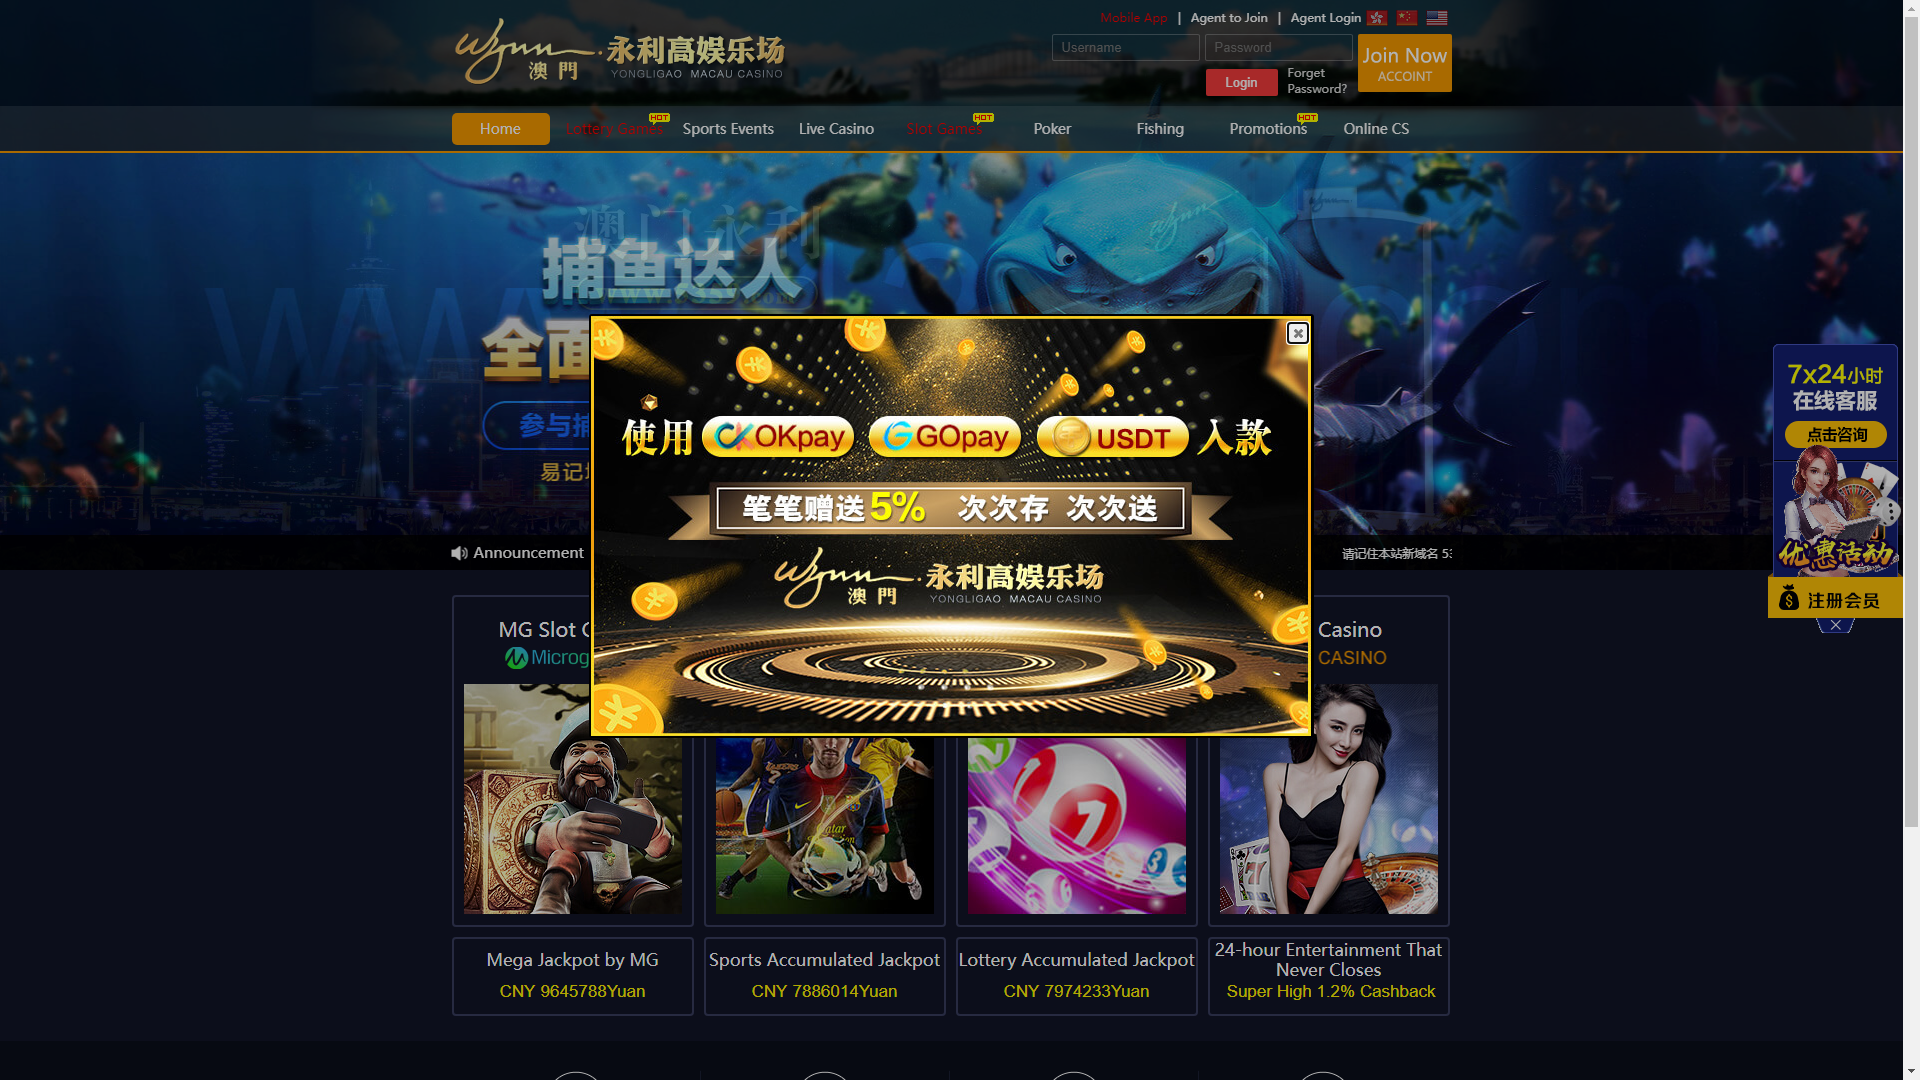 Mobile App | Agent to Join | Agent Login
Wynn 澳門 · 永利高娱乐场
YONGLIGAO MACAU CASINO
Username
Password
Join Now
ACCOINT
Login
Forget Password?
Home
Lottery Games
HOT
Sports Events
Live Casino
Slot Games
HOT
Poker
Fishing
Promotions
HOT
Online CS
澳门永利
捕鱼达人
全面
参与捕
易记
使用 OKpay GOpay USDT 入款
笔笔赠送5% 次次存 次次送
Wynn 澳門 · 永利高娱乐场
YONGLIGAO MACAU CASINO
7x24小时
在线客服
点击咨询
优惠活动
注册会员
Announcement
请记住本站新域名 53
MG Slot
Microg
Casino
CASINO
Mega Jackpot by MG
CNY 9645788Yuan
Sports Accumulated Jackpot
CNY 7886014Yuan
Lottery Accumulated Jackpot
CNY 7974233Yuan
24-hour Entertainment That
Never Closes
Super High 1.2% Cashback